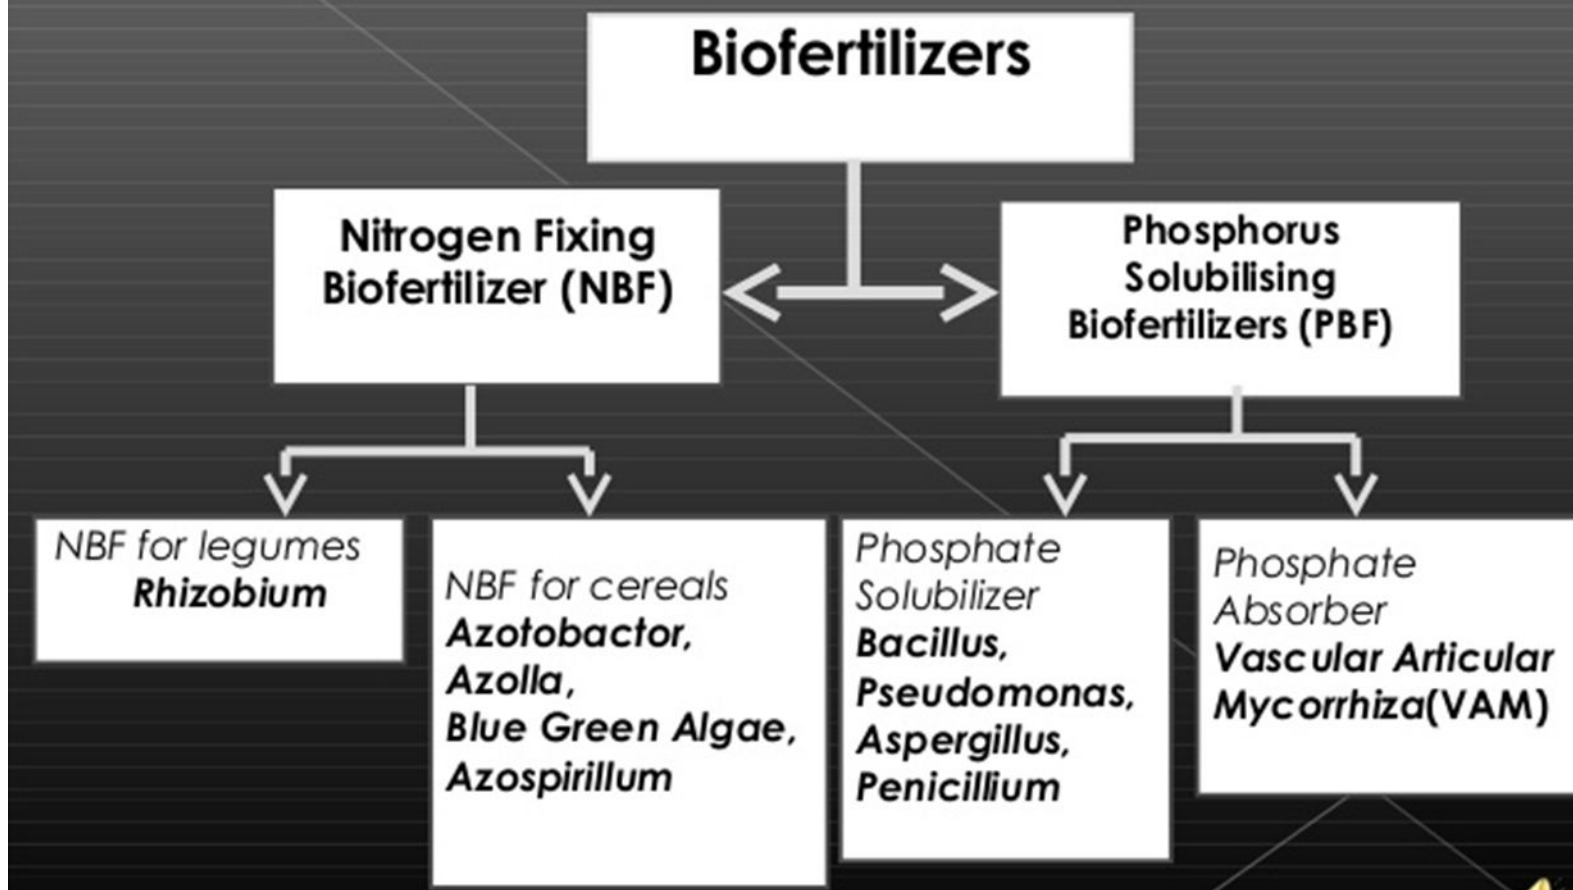 Biofertilizers
Nitrogen Fixing
Biofertilizer (NBF)
Phosphorus
Solubilising
Biofertilizers (PBF)
NBF for legumes
Rhizobium
NBF for cereals
Azotobactor,
Azolla,
Blue Green Algae,
Azospirillum
Phosphate
Solubilizer
Bacillus,
Pseudomonas,
Aspergillus,
Penicillium
Phosphate
Absorber
Vascular Articular
Mycorrhiza(VAM)